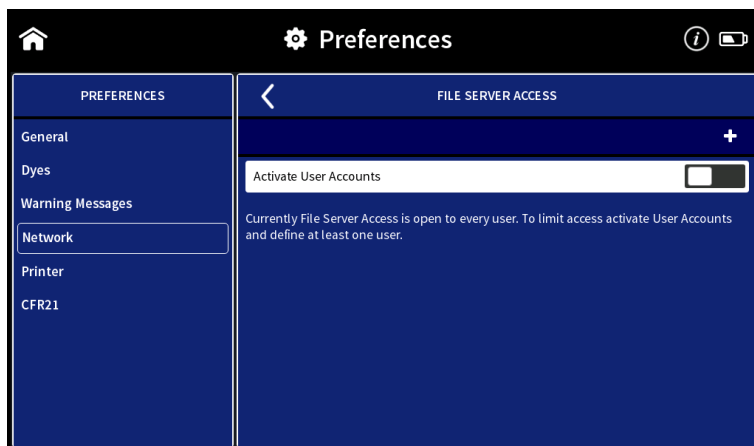 Preferences
PREFERENCES
General
Dyes
Warning Messages
Network
Printer
CFR21
FILE SERVER ACCESS
Activate User Accounts
Currently File Server Access is open to every user. To limit access activate User Accounts
and define at least one user.